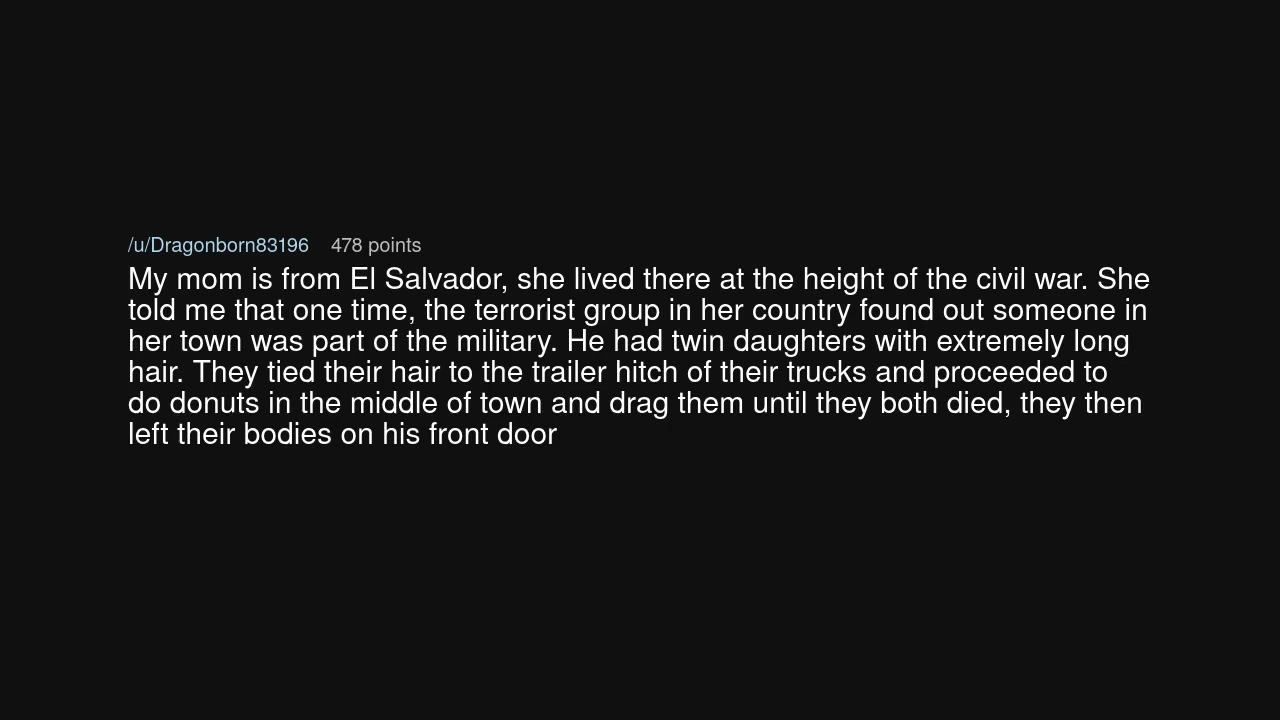 /u/Dragonborn83196 478 points
My mom is from El Salvador, she lived there at the height of the civil war. She
told me that one time, the terrorist group in her country found out someone in
her town was part of the military. He had twin daughters with extremely long
hair. They tied their hair to the trailer hitch of their trucks and proceeded to
do donuts in the middle of town and drag them until they both died, they then
left their bodies on his front door